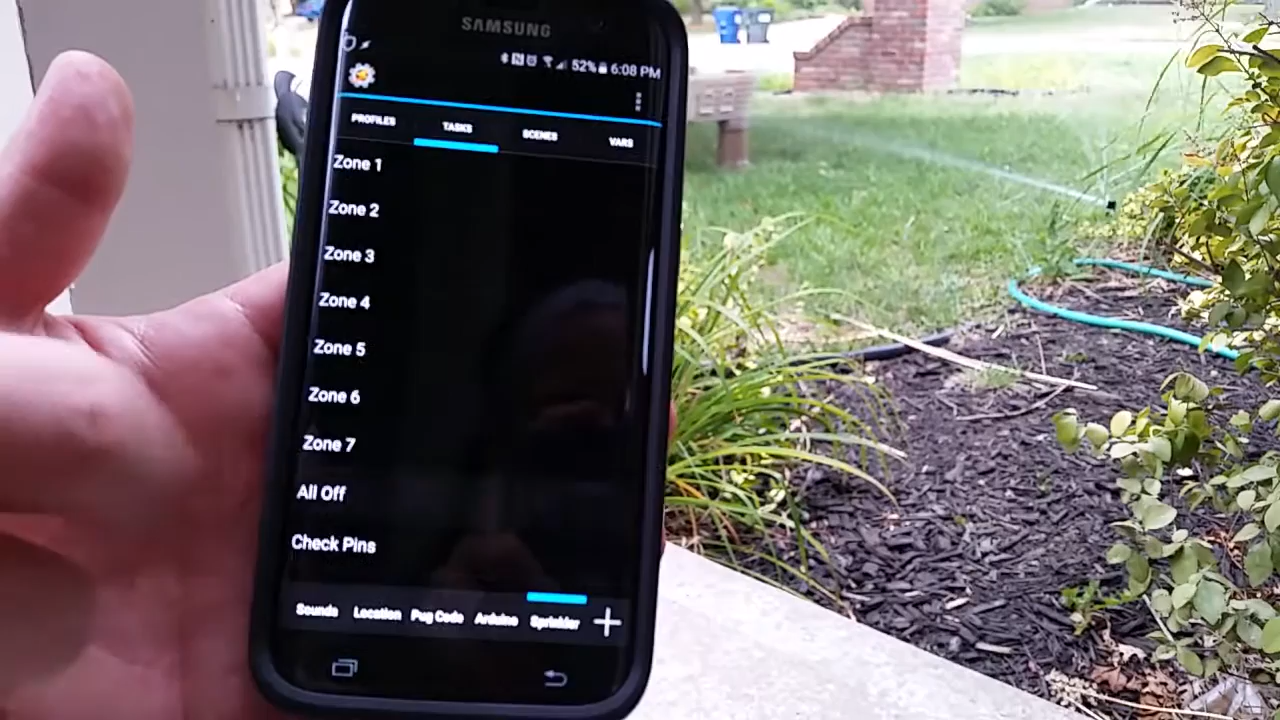 SAMSUNG
52% 6:08 PM
PROFILES TASKS SCENES VARS
Zone 1
Zone 2
Zone 3
Zone 4
Zone 5
Zone 6
Zone 7
All Off
Check Pins
Sounds Location Pug Code Arduino Sprinkler +